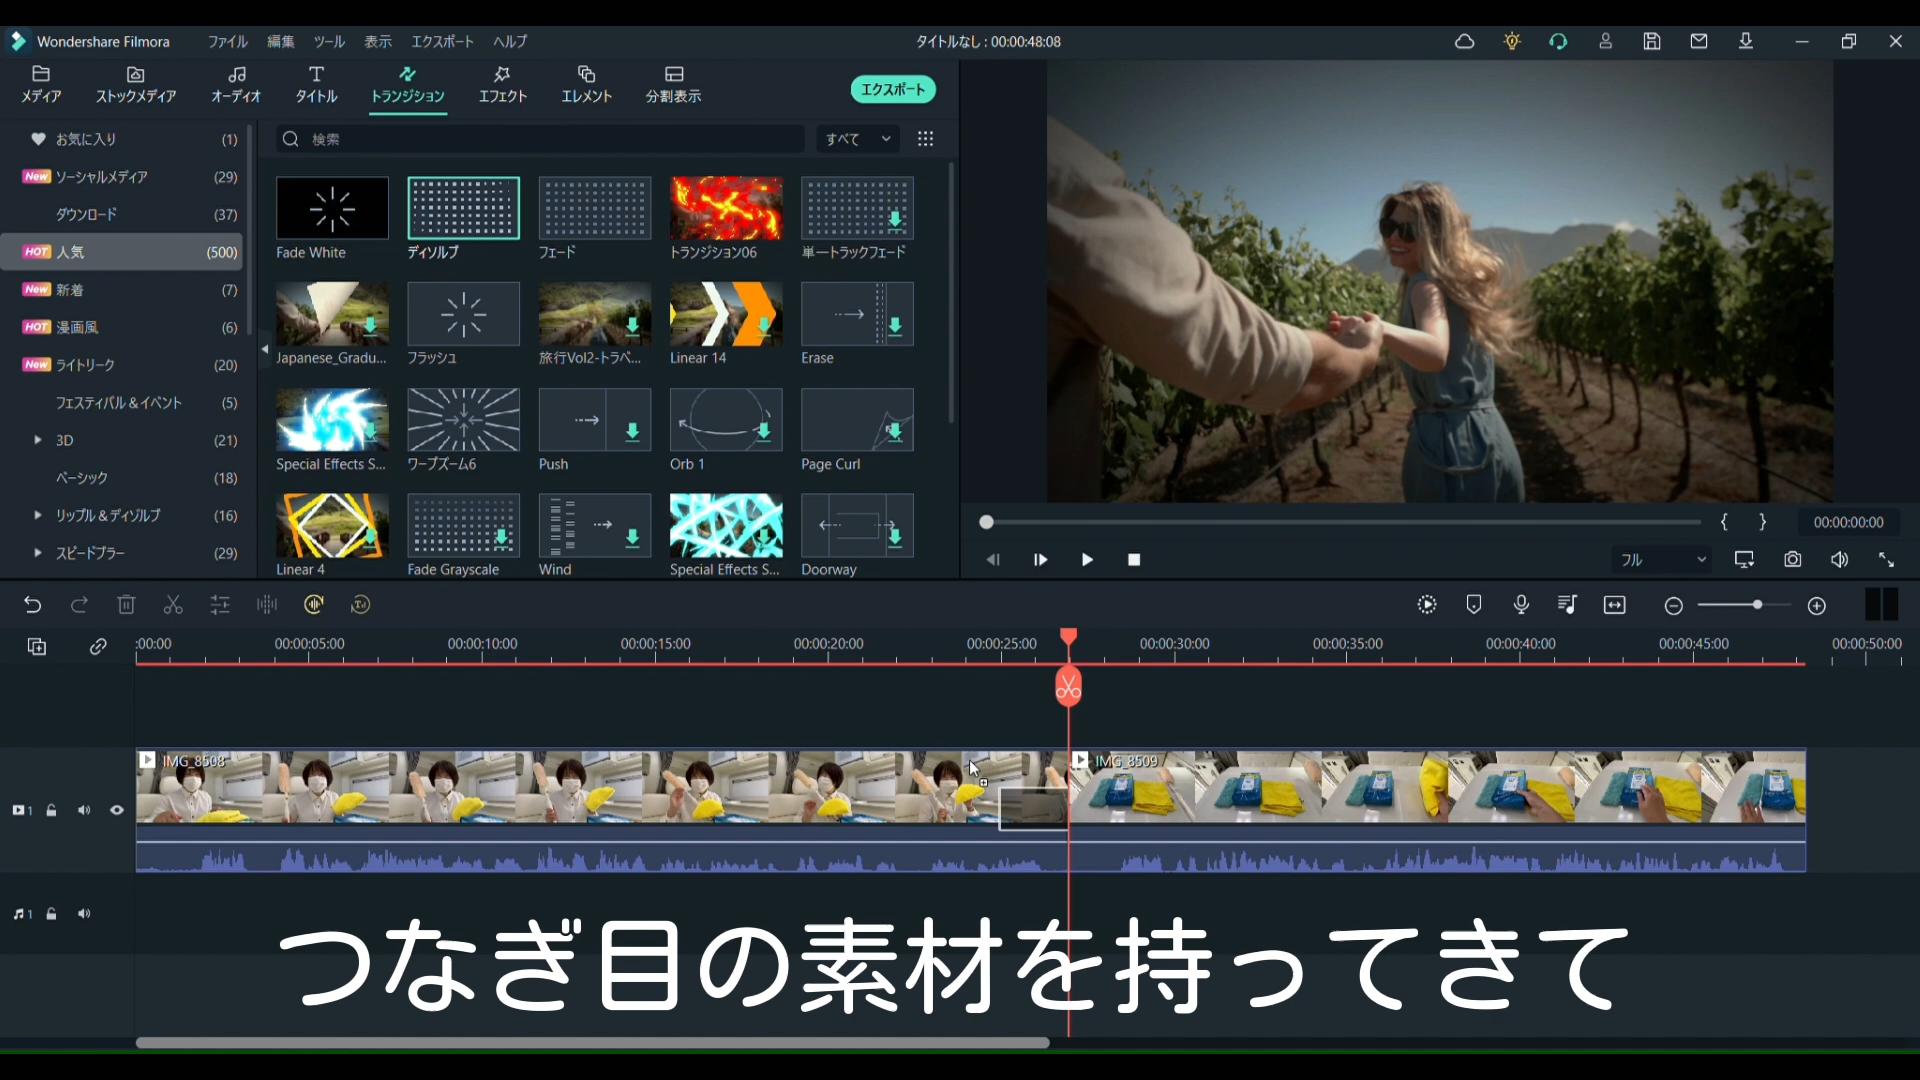 Wondershare Filmora ファイル 編集 ツール 表示 エクスポート ヘルプ タイトルなし : 00:00:48:08
メディア ストックメディア オーディオ タイトル トランジション エフェクト エレメント 分割表示 エクスポート
お気に入り (1)
New ソーシャルメディア (29)
ダウンロード (37)
HOT 人気 (500)
New 新着 (7)
HOT 漫画風 (6)
New ライトリーク (20)
フェスティバル＆イベント (5)
3D (21)
ベーシック (18)
リップル＆ディゾルブ (16)
スピードブラー (29)
検索 すべて
Fade White ディゾルブ フェード トランジション06 単一トラックフェード
Japanese_Gradu... フラッシュ 旅行Vol2-トラベ... Linear 14 Erase
Special Effects S... ワープズーム6 Push Orb 1 Page Curl
Linear 4 Fade Grayscale Wind Special Effects S... Doorway
{ } 00:00:00:00
フル
:00:00 00:00:05:00 00:00:10:00 00:00:15:00 00:00:20:00 00:00:25:00 00:00:30:00 00:00:35:00 00:00:40:00 00:00:45:00 00:00:50:00
IMG_8508 IMG_8509
1
1
つなぎ目の素材を持ってきて